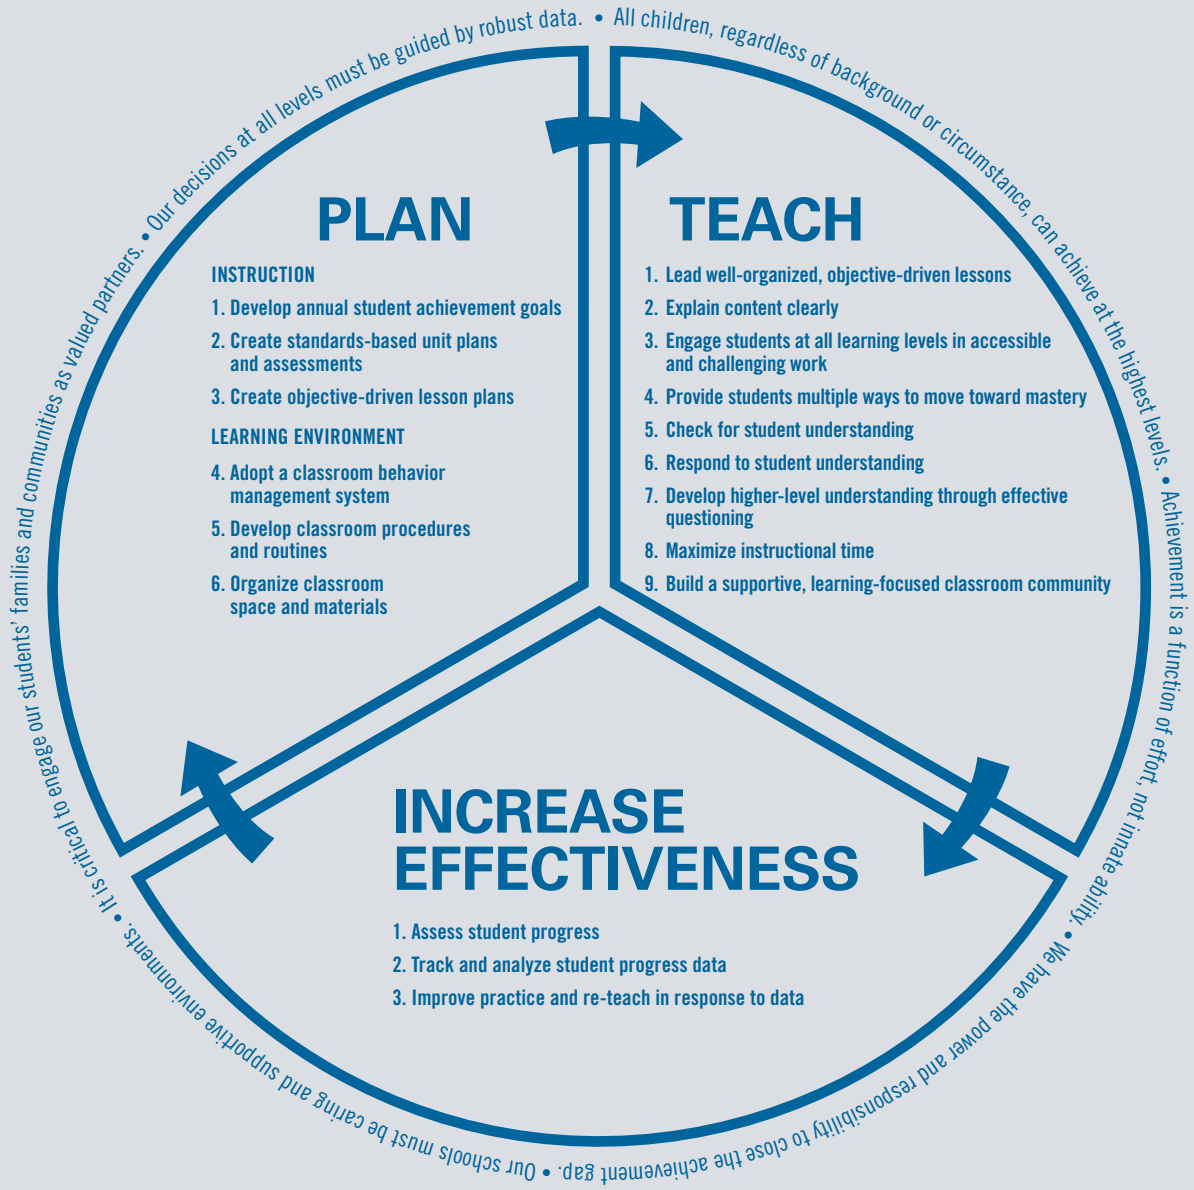 PLAN
INSTRUCTION
1. Develop annual student achievement goals
2. Create standards-based unit plans
and assessments
3. Create objective-driven lesson plans
LEARNING ENVIRONMENT
4. Adopt a classroom behavior
management system
5. Develop classroom procedures
and routines
6. Organize classroom
space and materials
TEACH
1. Lead well-organized, objective-driven lessons
2. Explain content clearly
3. Engage students at all learning levels in accessible
and challenging work
4. Provide students multiple ways to move toward mastery
5. Check for student understanding
6. Respond to student understanding
7. Develop higher-level understanding through effective
questioning
8. Maximize instructional time
9. Build a supportive, learning-focused classroom community
INCREASE
EFFECTIVENESS
1. Assess student progress
2. Track and analyze student progress data
3. Improve practice and re-teach in response to data
• All children, regardless of background or circumstance, can achieve at the highest levels. • Achievement is a function of effort, not innate ability. • We have the power and responsibility to close the achievement gap. • Our schools must be caring and supportive environments. • It is critical to engage our students' families and communities as valued partners. • Our decisions at all levels must be guided by robust data.